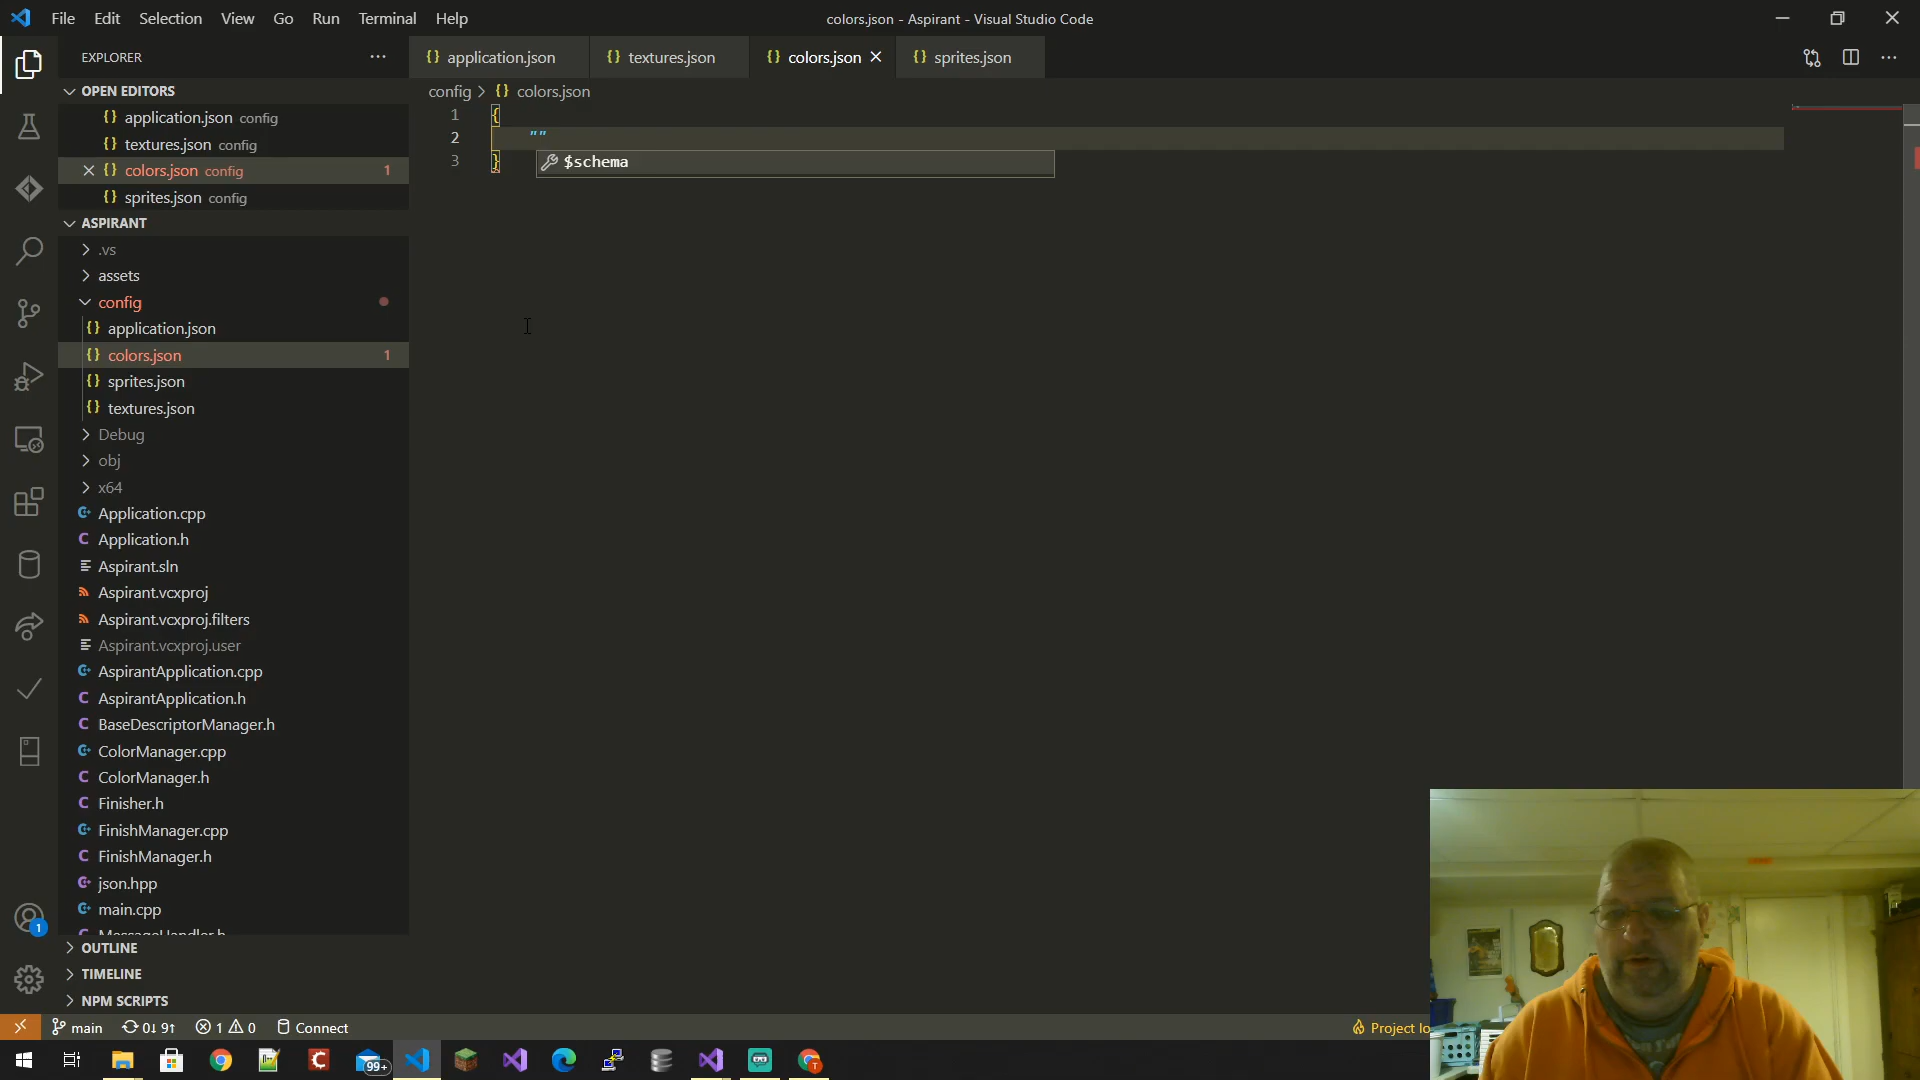 File Edit Selection View Go Run Terminal Help
colors.json - Aspirant - Visual Studio Code
EXPLORER
application.json
textures.json
colors.json
sprites.json
OPEN EDITORS
application.json config
textures.json config
colors.json config 1
sprites.json config
config > {} colors.json
1 {
2 ""
3 }
$schema
ASPIRANT
.vs
assets
config
application.json
colors.json 1
sprites.json
textures.json
Debug
obj
x64
Application.cpp
Application.h
Aspirant.sln
Aspirant.vcxproj
Aspirant.vcxproj.filters
Aspirant.vcxproj.user
AspirantApplication.cpp
AspirantApplication.h
BaseDescriptorManager.h
ColorManager.cpp
ColorManager.h
Finisher.h
FinishManager.cpp
FinishManager.h
json.hpp
main.cpp
MessageHandler.h
OUTLINE
TIMELINE
NPM SCRIPTS
1
main 0↓ 9↑ 1 0 Connect
Project
99+